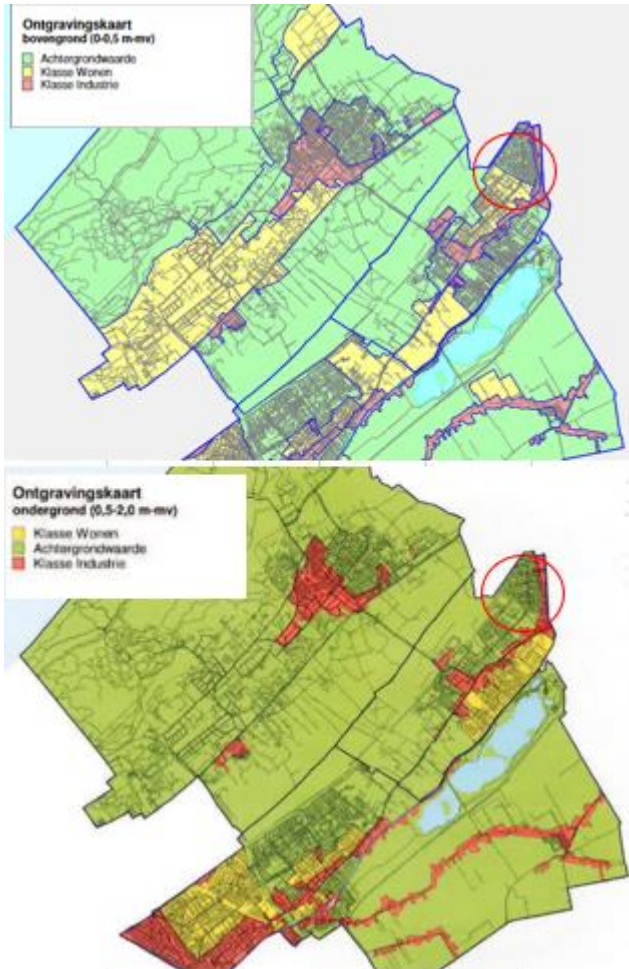 Ontgravingskaart
bovengrond (0-0,5 m-mv)
Achtergrondwaarde
Klasse Wonen
Klasse Industrie
Ontgravingskaart
ondergrond (0,5-2,0 m-mv)
Klasse Wonen
Achtergrondwaarde
Klasse Industrie